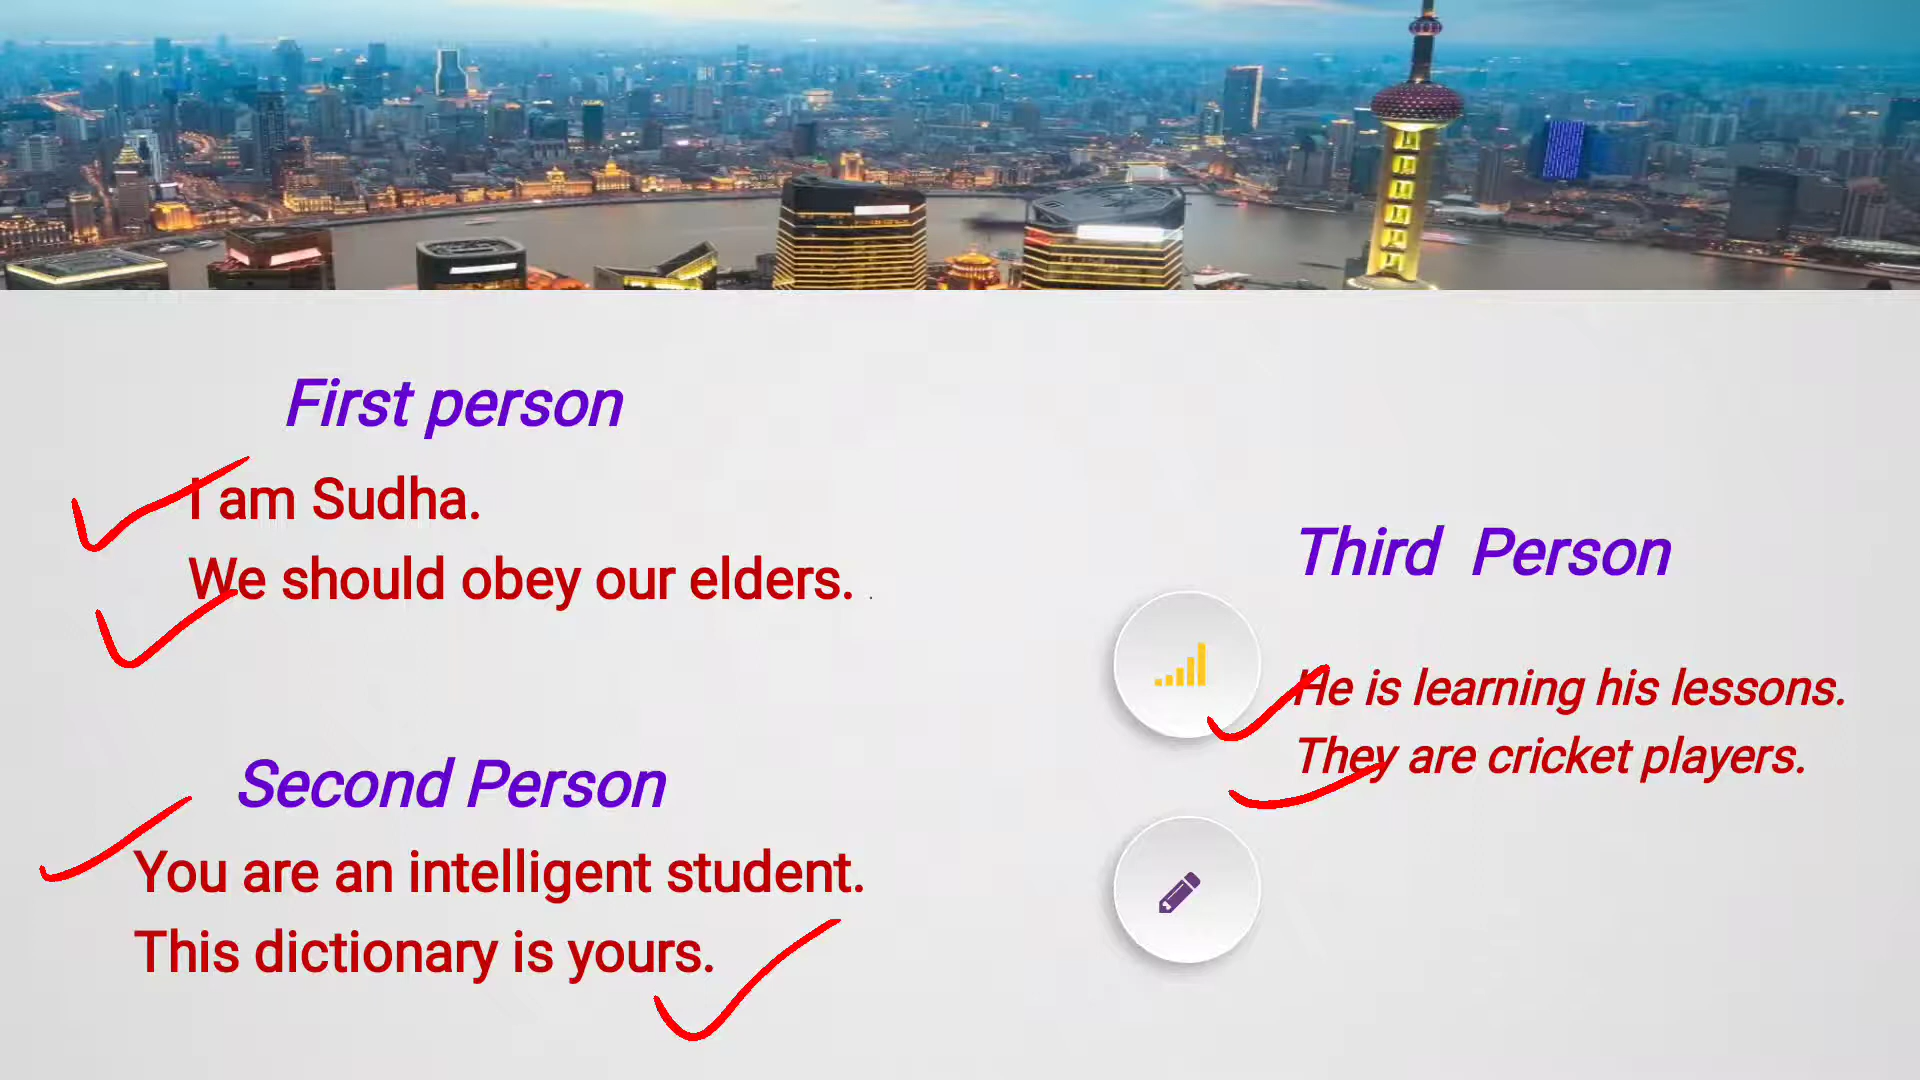 First person
I am Sudha.
We should obey our elders. .
Second Person
You are an intelligent student.
This dictionary is yours.
Third Person
He is learning his lessons.
They are cricket players.